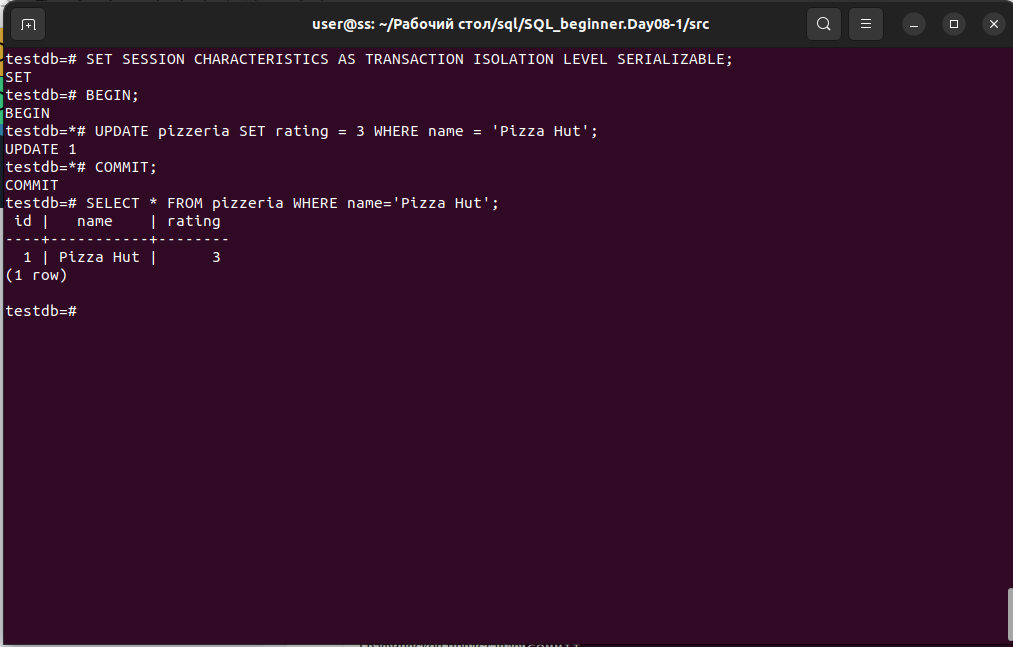 user@ss: ~/Рабочий стол/sql/SQL_beginner.Day08-1/src
testdb=# SET SESSION CHARACTERISTICS AS TRANSACTION ISOLATION LEVEL SERIALIZABLE;
SET
testdb=# BEGIN;
BEGIN
testdb=*# UPDATE pizzeria SET rating = 3 WHERE name = 'Pizza Hut';
UPDATE 1
testdb=*# COMMIT;
COMMIT
testdb=# SELECT * FROM pizzeria WHERE name='Pizza Hut';
 id |   name    | rating
----+-----------+--------
  1 | Pizza Hut |      3
(1 row)
testdb=#